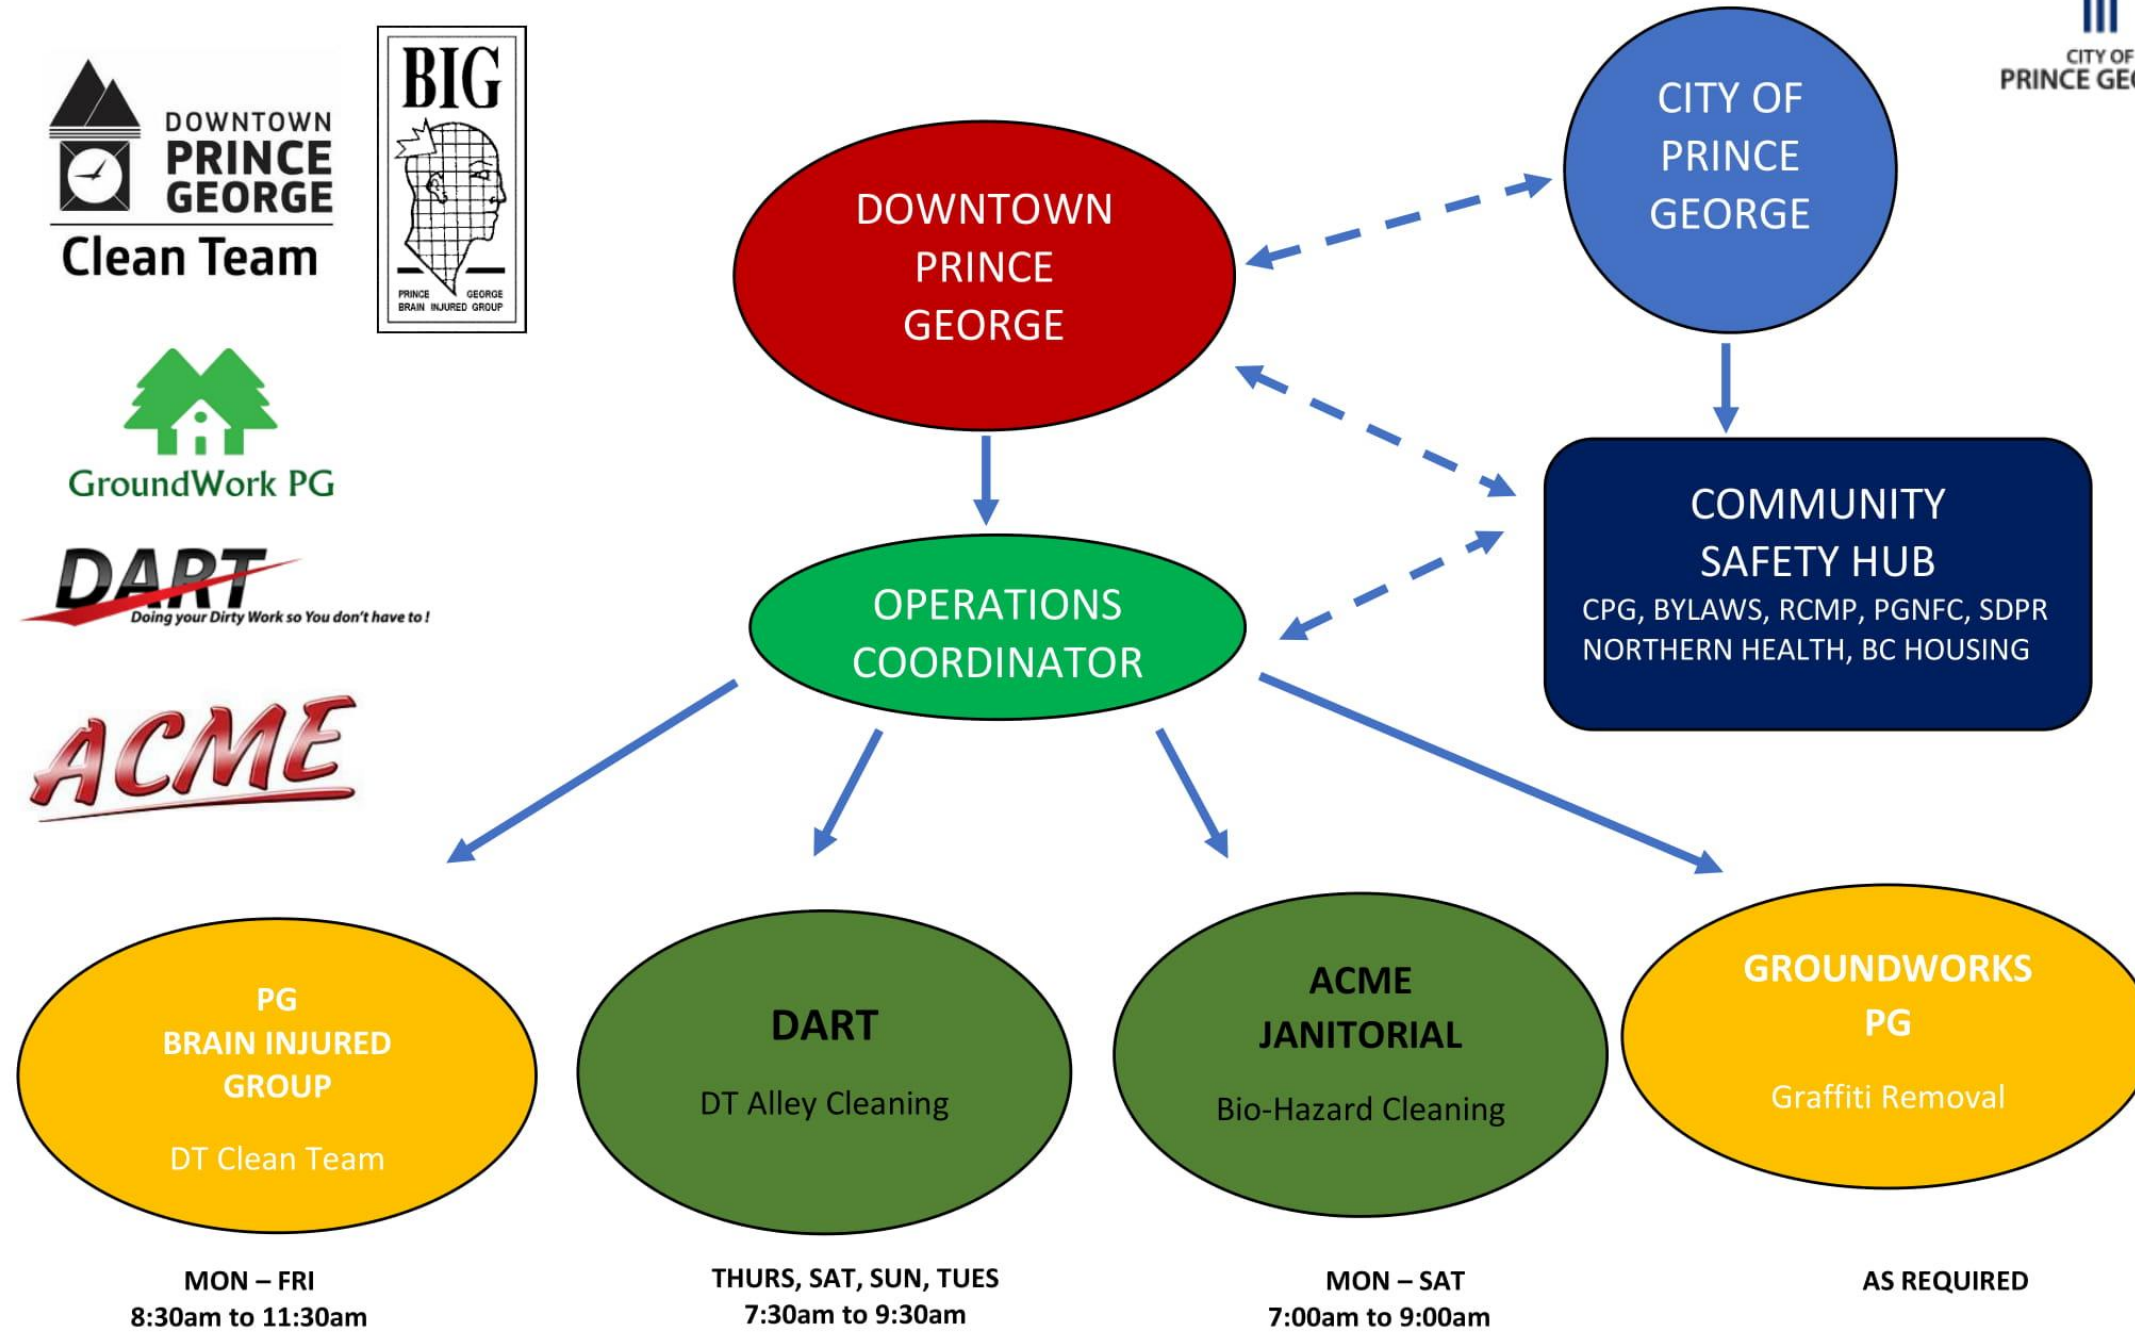 DOWNTOWN
PRINCE
GEORGE
Clean Team
BIG
PRINCE GEORGE
BRAIN INJURED GROUP
GroundWork PG
DART
Doing your Dirty Work so You don't have to !
ACME
DOWNTOWN
PRINCE
GEORGE
CITY OF
PRINCE
GEORGE
CITY OF
PRINCE
OPERATIONS
COORDINATOR
COMMUNITY
SAFETY HUB
CPG, BYLAWS, RCMP, PGNFC, SDPR
NORTHERN HEALTH, BC HOUSING
PG
BRAIN INJURED
GROUP
DT Clean Team
DART
DT Alley Cleaning
ACME
JANITORIAL
Bio-Hazard Cleaning
GROUNDWORKS
PG
Graffiti Removal
MON – FRI
8:30am to 11:30am
THURS, SAT, SUN, TUES
7:30am to 9:30am
MON – SAT
7:00am to 9:00am
AS REQUIRED